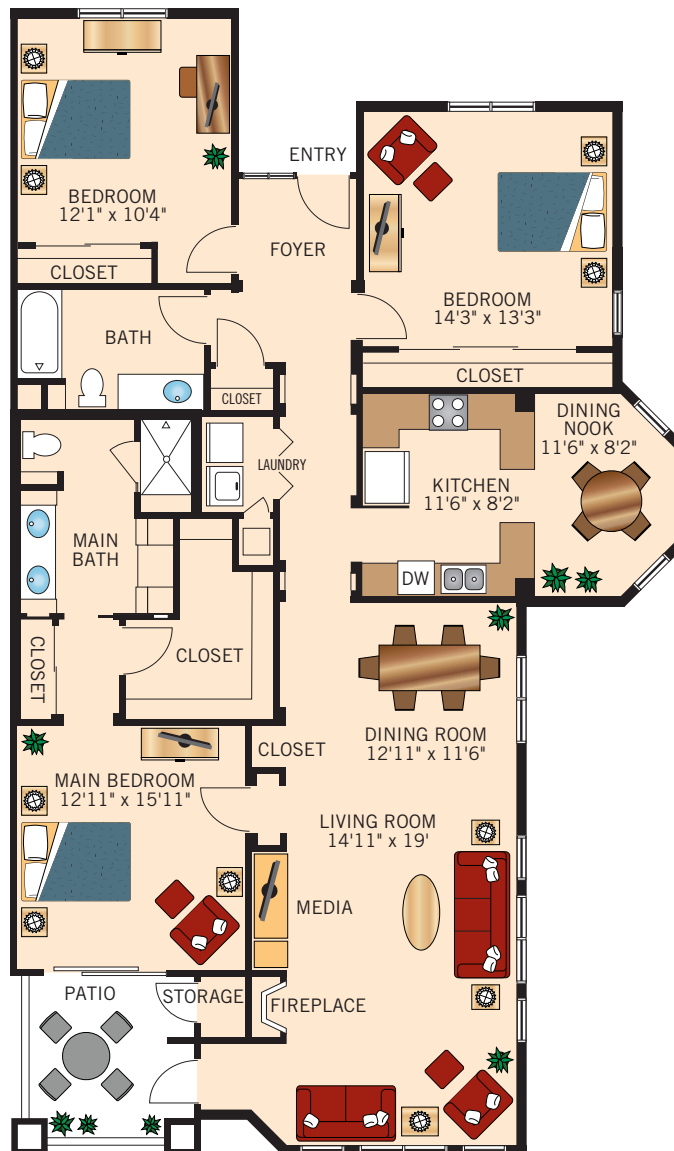 ENTRY
BEDROOM
12'1" x 10'4"
FOYER
CLOSET
BEDROOM
14'3" x 13'3"
BATH
CLOSET
CLOSET
DINING
NOOK
11'6" x 8'2"
LAUNDRY
KITCHEN
11'6" x 8'2"
MAIN
BATH
DW
CLOSET
CLOSET
DINING ROOM
12'11" x 11'6"
CLOSET
MAIN BEDROOM
12'11" x 15'11"
LIVING ROOM
14'11" x 19'
MEDIA
PATIO
STORAGE
FIREPLACE